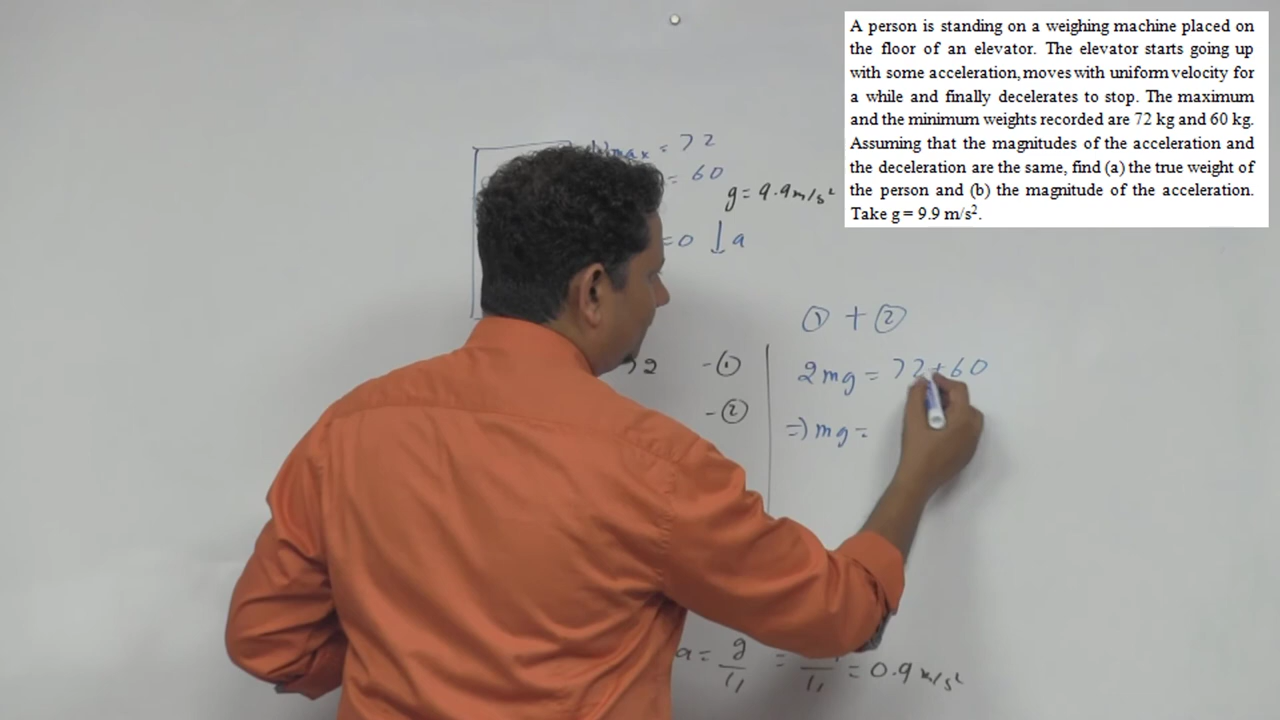 A person is standing on a weighing machine placed on
the floor of an elevator. The elevator starts going up
with some acceleration, moves with uniform velocity for
a while and finally decelerates to stop. The maximum
and the minimum weights recorded are 72 kg and 60 kg.
Assuming that the magnitudes of the acceleration and
the deceleration are the same, find (a) the true weight of
the person and (b) the magnitude of the acceleration.
Take g = 9.9 m/s².
max = 72
= 60
g = 9.9 m/s²
=0 ↓a
① + ②
72 -①
2mg = 72+60
-②
=> mg =
a = g/11 = /11 = 0.9 m/s²